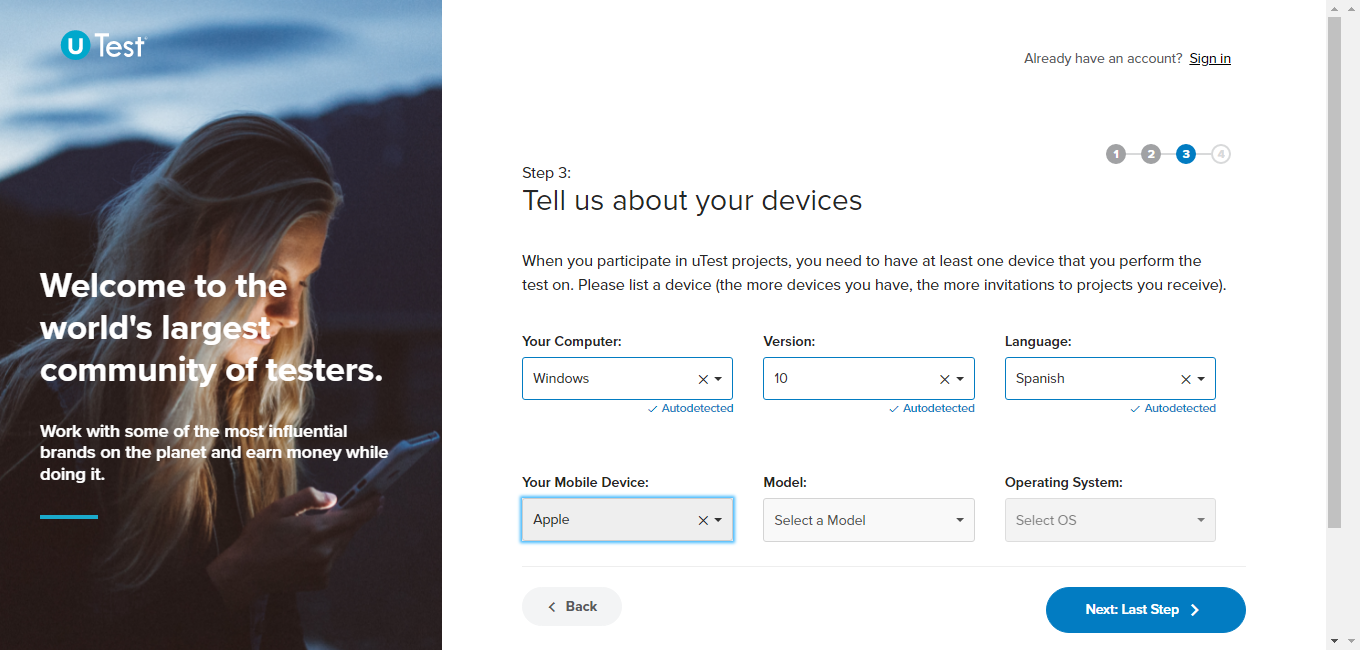 uTest
Already have an account? Sign in
1 2 3 4
Step 3:
Tell us about your devices
When you participate in uTest projects, you need to have at least one device that you perform the
test on. Please list a device (the more devices you have, the more invitations to projects you receive).
Welcome to the
world's largest
community of testers.
Work with some of the most influential
brands on the planet and earn money while
doing it.
Your Computer: Version: Language:
Windows 10 Spanish
Autodetected Autodetected Autodetected
Your Mobile Device: Model: Operating System:
Apple Select a Model Select OS
Back Next: Last Step